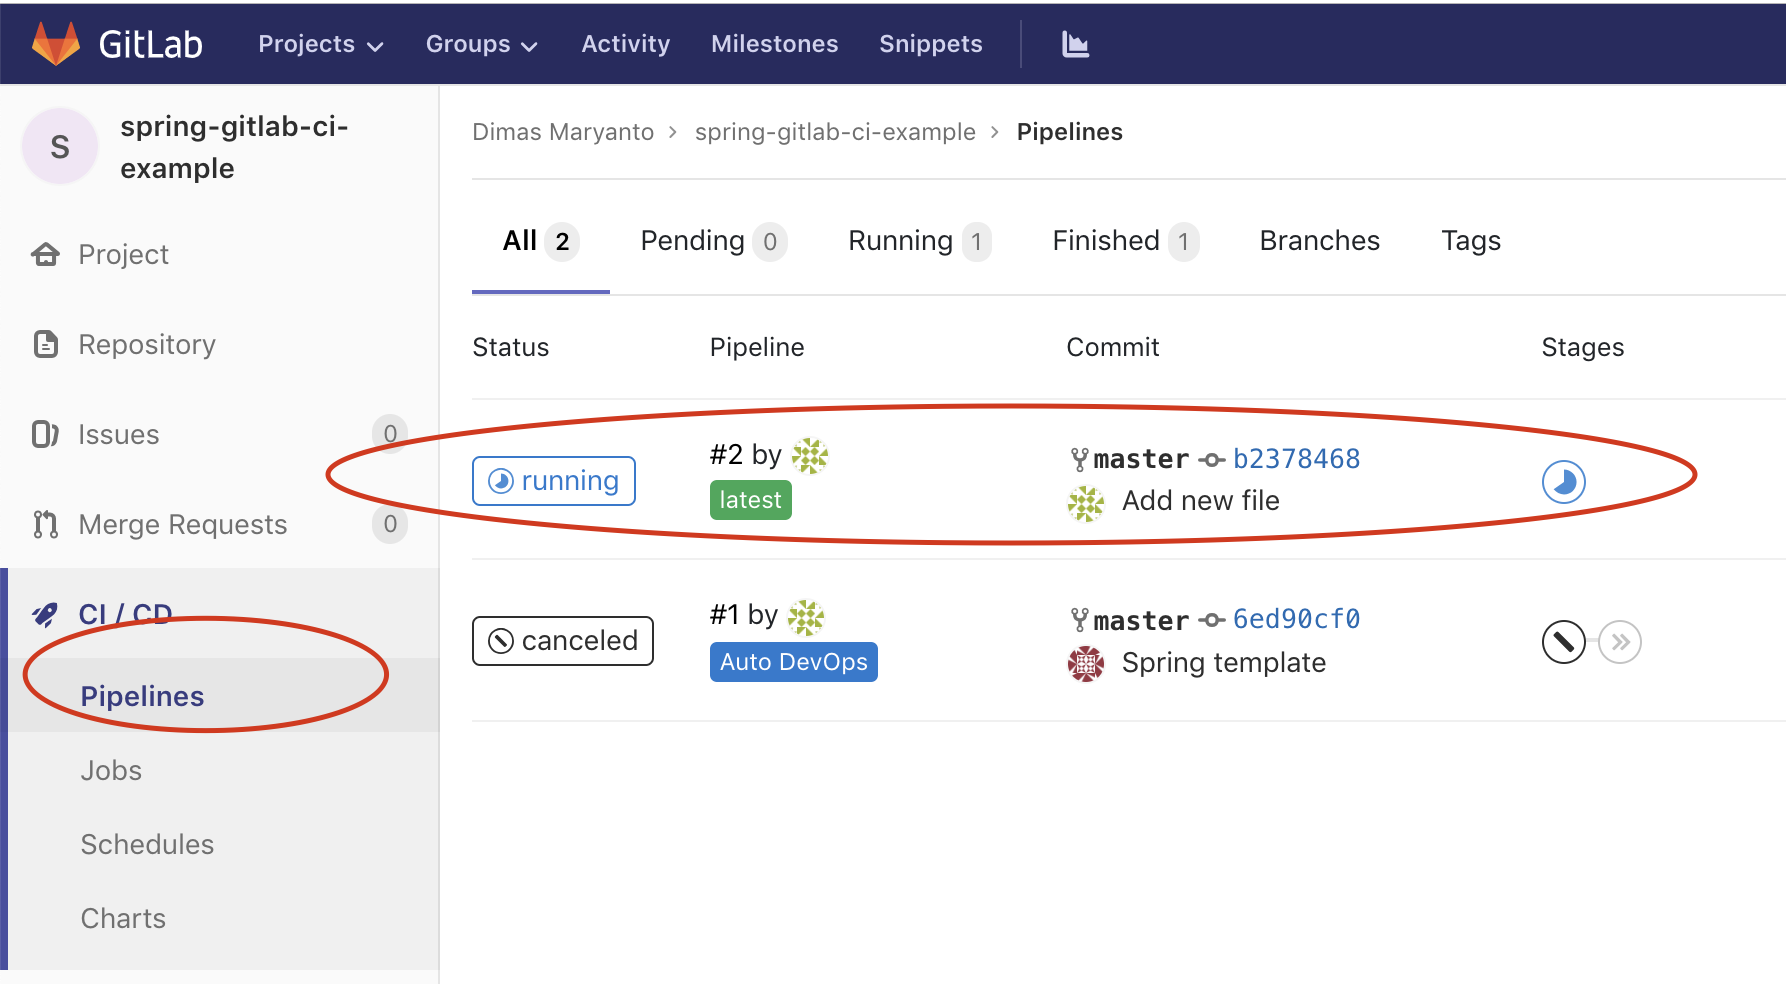 GitLab Projects Groups Activity Milestones Snippets
S
spring-gitlab-ci-
example
Project
Repository
Issues 0
Merge Requests 0
CI / CD
Pipelines
Jobs
Schedules
Charts
Dimas Maryanto > spring-gitlab-ci-example > Pipelines
All 2 Pending 0 Running 1 Finished 1 Branches Tags
Status Pipeline Commit Stages
running
#2 by
latest
master b2378468
Add new file
canceled
#1 by
Auto DevOps
master 6ed90cf0
Spring template